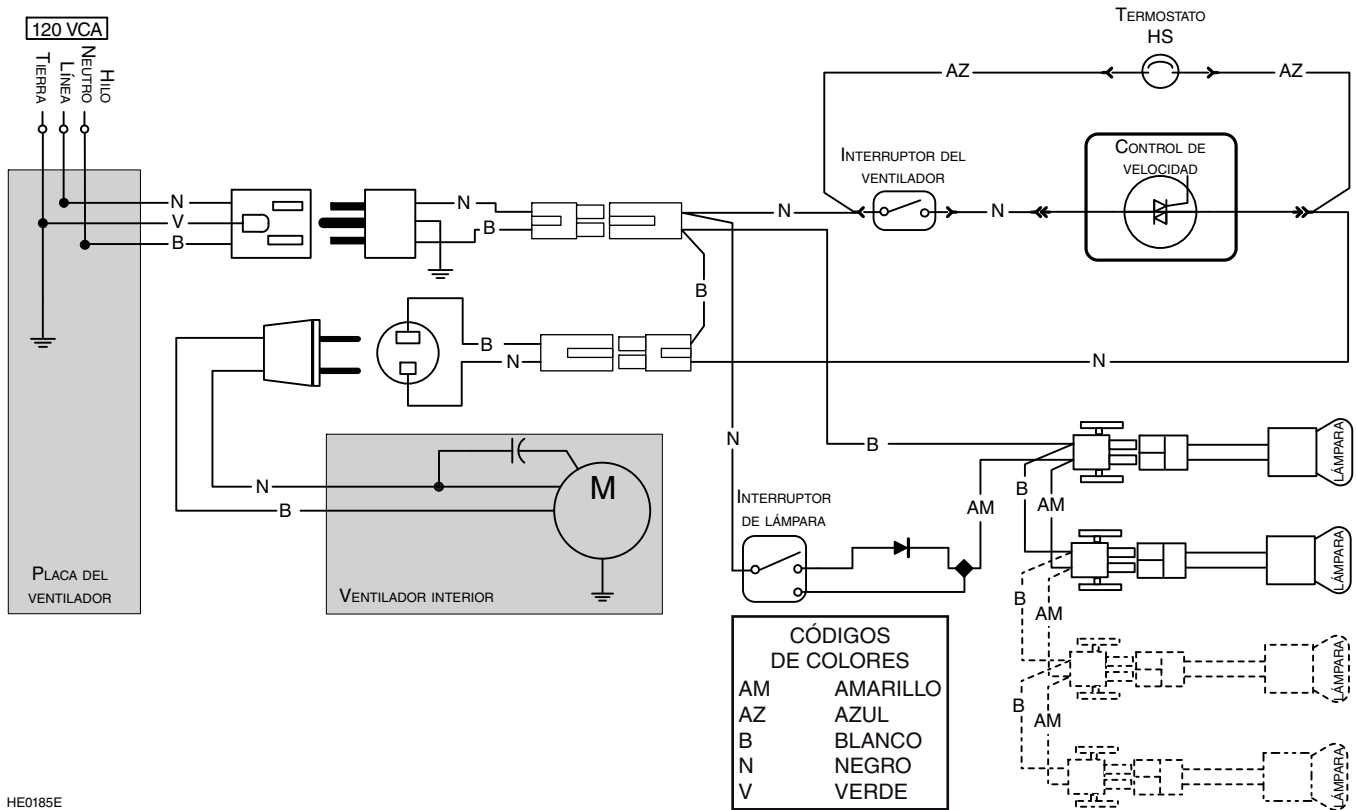 120 VCA
TIERRA
LÍNEA
NEUTRO
HILO
TERMOSTATO
HS
AZ
AZ
INTERRUPTOR DEL
VENTILADOR
CONTROL DE
VELOCIDAD
N
V
B
N
B
N
N
B
B
N
N
N
B
INTERRUPTOR
DE LÁMPARA
AM
B
AM
LÁMPARA
LÁMPARA
N
B
M
VENTILADOR INTERIOR
PLACA DEL
VENTILADOR
B
AM
LÁMPARA
B
AM
LÁMPARA
CÓDIGOS
DE COLORES
AM AMARILLO
AZ AZUL
B BLANCO
N NEGRO
V VERDE
HE0185E